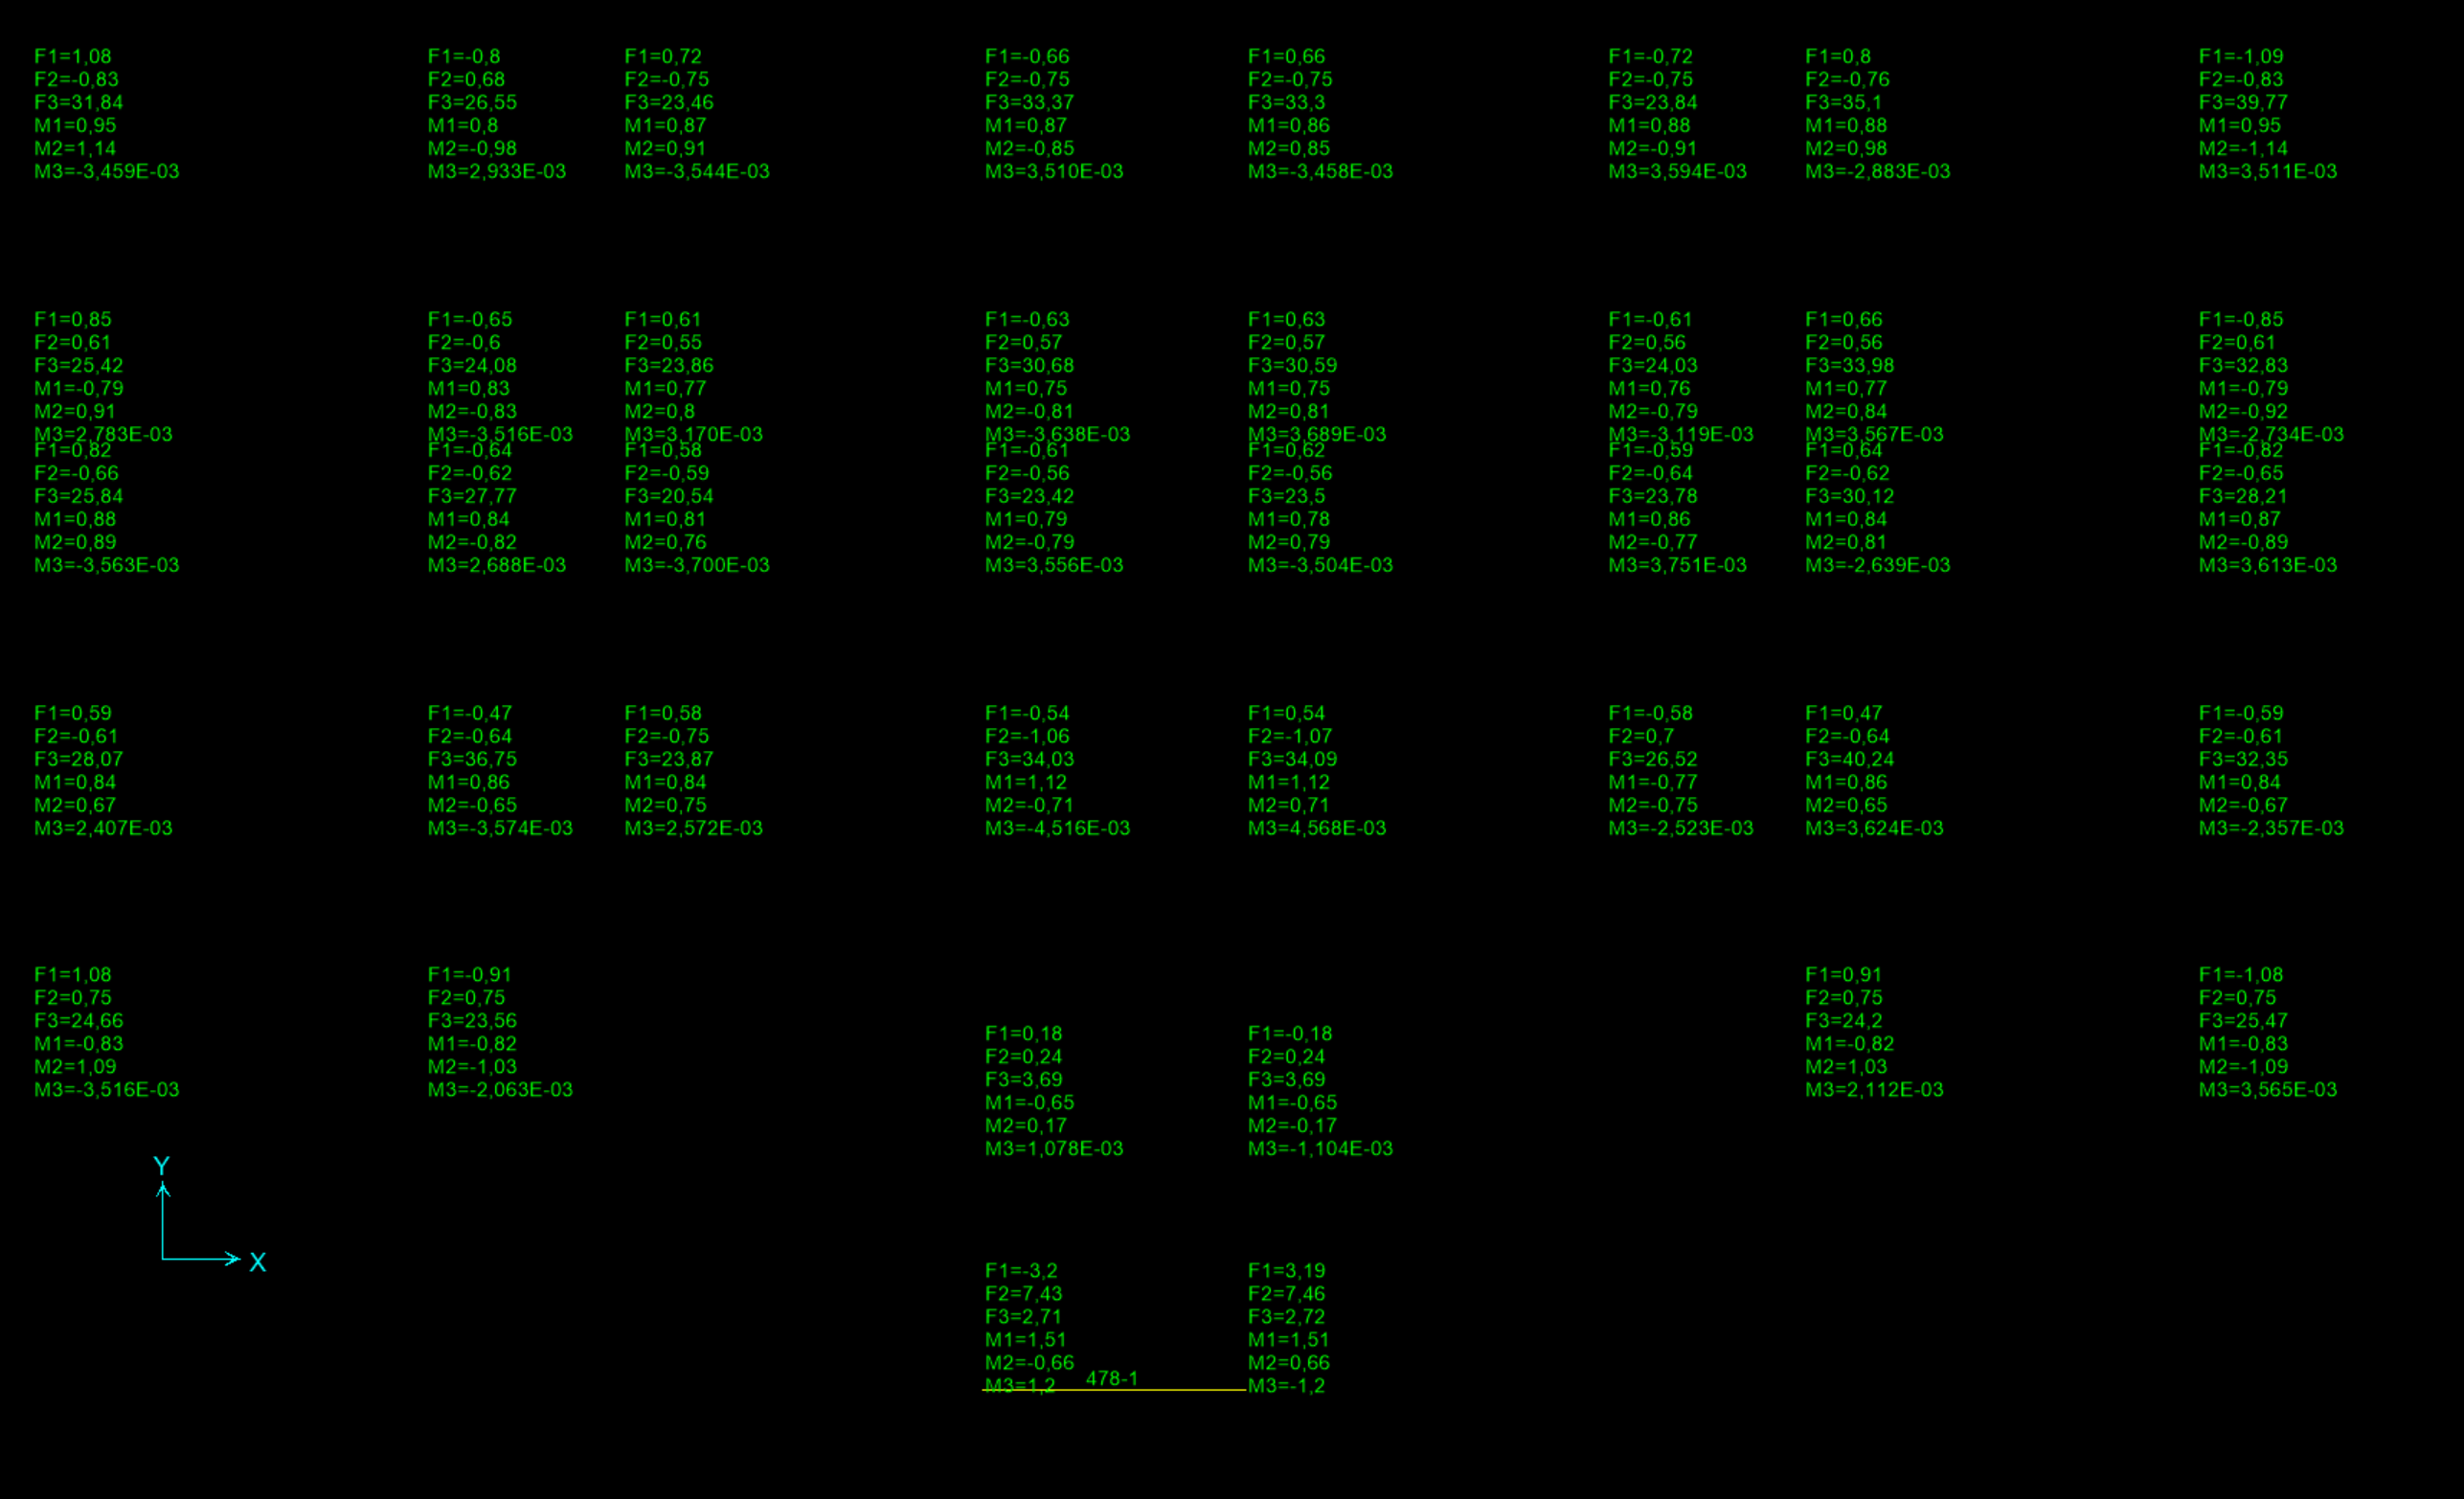 F1=1,08
F2=-0,83
F3=31,84
M1=0,95
M2=1,14
M3=-3,459E-03
F1=-0,8
F2=0,68
F3=26,55
M1=0,8
M2=-0,98
M3=2,933E-03
F1=0,72
F2=-0,75
F3=23,46
M1=0,87
M2=0,91
M3=-3,544E-03
F1=-0,66
F2=-0,75
F3=33,37
M1=0,87
M2=-0,85
M3=3,510E-03
F1=0,66
F2=-0,75
F3=33,3
M1=0,86
M2=0,85
M3=-3,458E-03
F1=-0,72
F2=-0,75
F3=23,84
M1=0,88
M2=-0,91
M3=3,594E-03
F1=0,8
F2=-0,76
F3=35,1
M1=0,88
M2=0,98
M3=-2,883E-03
F1=-1,09
F2=-0,83
F3=39,77
M1=0,95
M2=-1,14
M3=3,511E-03
F1=0,85
F2=0,61
F3=25,42
M1=-0,79
M2=0,91
M3=2,783E-03
F1=-0,65
F2=-0,6
F3=24,08
M1=0,83
M2=-0,83
M3=-3,516E-03
F1=0,61
F2=0,55
F3=23,86
M1=0,77
M2=0,8
M3=3,170E-03
F1=-0,63
F2=0,57
F3=30,68
M1=0,75
M2=-0,81
M3=-3,638E-03
F1=0,63
F2=0,57
F3=30,59
M1=0,75
M2=0,81
M3=3,689E-03
F1=-0,61
F2=0,56
F3=24,03
M1=0,76
M2=-0,79
M3=-3,119E-03
F1=0,66
F2=0,56
F3=33,98
M1=0,77
M2=0,84
M3=3,567E-03
F1=-0,85
F2=0,61
F3=32,83
M1=-0,79
M2=-0,92
M3=-2,734E-03
F1=0,82
F2=-0,66
F3=25,84
M1=0,88
M2=0,89
M3=-3,563E-03
F1=-0,64
F2=-0,62
F3=27,77
M1=0,84
M2=-0,82
M3=2,688E-03
F1=0,58
F2=-0,59
F3=20,54
M1=0,81
M2=0,76
M3=-3,700E-03
F1=-0,61
F2=-0,56
F3=23,42
M1=0,79
M2=-0,79
M3=3,556E-03
F1=0,62
F2=-0,56
F3=23,5
M1=0,78
M2=0,79
M3=-3,504E-03
F1=-0,59
F2=-0,64
F3=23,78
M1=0,86
M2=-0,77
M3=3,751E-03
F1=0,64
F2=-0,62
F3=30,12
M1=0,84
M2=0,81
M3=-2,639E-03
F1=-0,82
F2=-0,65
F3=28,21
M1=0,87
M2=-0,89
M3=3,613E-03
F1=0,59
F2=-0,61
F3=28,07
M1=0,84
M2=0,67
M3=2,407E-03
F1=-0,47
F2=-0,64
F3=36,75
M1=0,86
M2=-0,65
M3=-3,574E-03
F1=0,58
F2=-0,75
F3=23,87
M1=0,84
M2=0,75
M3=2,572E-03
F1=-0,54
F2=-1,06
F3=34,03
M1=1,12
M2=-0,71
M3=-4,516E-03
F1=0,54
F2=-1,07
F3=34,09
M1=1,12
M2=0,71
M3=4,568E-03
F1=-0,58
F2=0,7
F3=26,52
M1=-0,77
M2=-0,75
M3=-2,523E-03
F1=0,47
F2=-0,64
F3=40,24
M1=0,86
M2=0,65
M3=3,624E-03
F1=-0,59
F2=-0,61
F3=32,35
M1=0,84
M2=-0,67
M3=-2,357E-03
F1=1,08
F2=0,75
F3=24,66
M1=-0,83
M2=1,09
M3=-3,516E-03
F1=-0,91
F2=0,75
F3=23,56
M1=-0,82
M2=-1,03
M3=-2,063E-03
F1=0,18
F2=0,24
F3=3,69
M1=-0,65
M2=0,17
M3=1,078E-03
F1=-0,18
F2=0,24
F3=3,69
M1=-0,65
M2=-0,17
M3=-1,104E-03
F1=0,91
F2=0,75
F3=24,2
M1=-0,82
M2=1,03
M3=2,112E-03
F1=-1,08
F2=0,75
F3=25,47
M1=-0,83
M2=-1,09
M3=3,565E-03
Y
X
F1=-3,2
F2=7,43
F3=2,71
M1=1,51
M2=-0,66
M3=1,2
478-1
F1=3,19
F2=7,46
F3=2,72
M1=1,51
M2=0,66
M3=-1,2